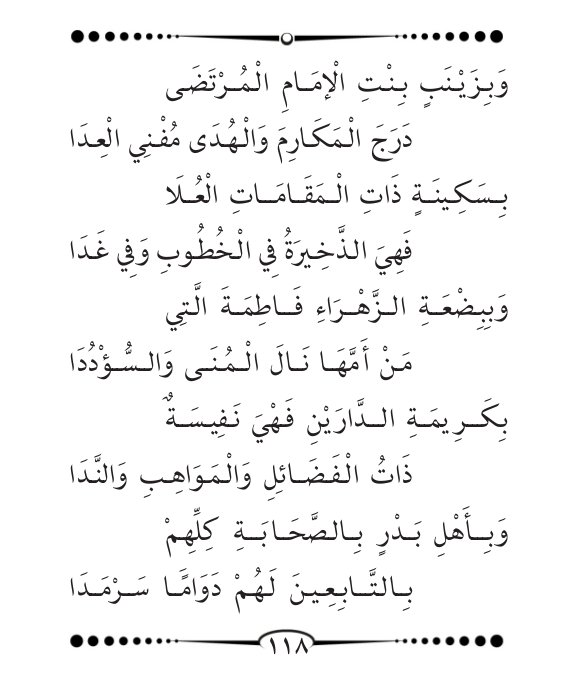 وَبِزَيْنَبٍ بِنْتِ الْإِمَامِ الْمُرْتَضَى
دَرَجَ الْمَكَارِمَ وَالْهُدَى مُفْنِي الْعِدَا
بِسَكِينَةٍ ذَاتِ الْمَقَامَاتِ الْعُلَا
فَهِيَ الذَّخِيرَةُ فِي الْخُطُوبِ وَفِي غَدَا
وَبِبِضْعَةِ الزَّهْرَاءِ فَاطِمَةَ الَّتِي
مَنْ أَمَّهَا نَالَ الْمُنَى وَالسُّؤْدُدَا
بِكَرِيمَةِ الدَّارَيْنِ فَهْيَ نَفِيسَةٌ
ذَاتُ الْفَضَائِلِ وَالْمَوَاهِبِ وَالنَّدَا
وَبِأَهْلِ بَدْرٍ بِالصَّحَابَةِ كِلِّهِمْ
بِالتَّابِعِينَ لَهُمْ دَوَامًا سَرْمَدَا
١١٨